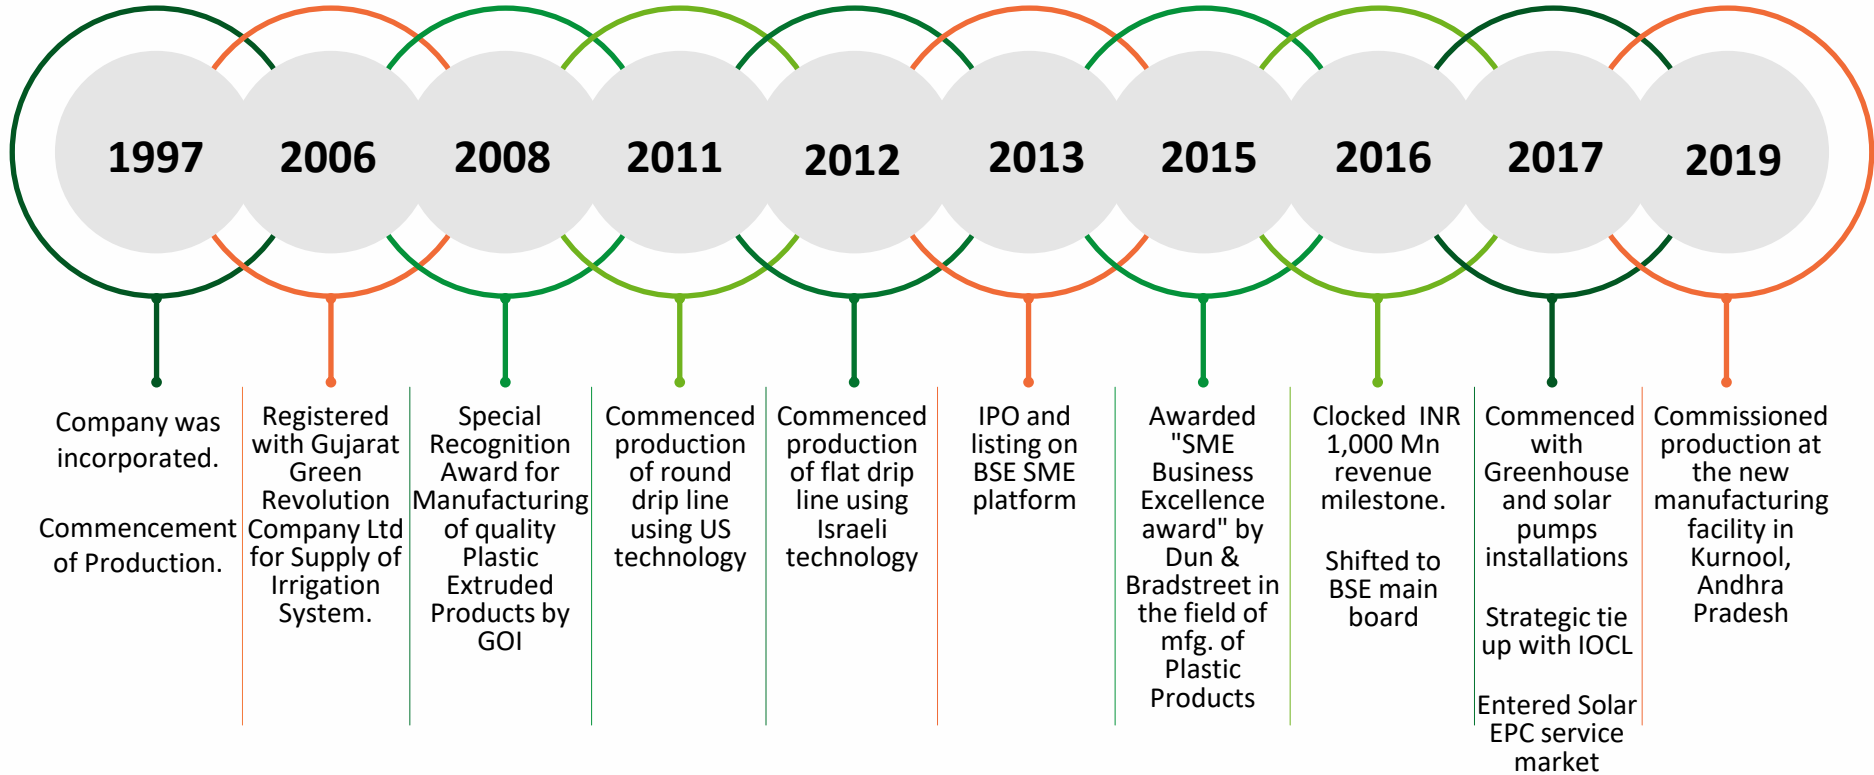 1997
2006
2008
2011
2012
2013
2015
2016
2017
2019
Company was
incorporated.
Commencement
of Production.
Registered
with Gujarat
Green
Revolution
Company Ltd
for Supply of
Irrigation
System.
Special
Recognition
Award for
Manufacturing
of quality
Plastic
Extruded
Products by
GOI
Commenced
production
of round
drip line
using US
technology
Commenced
production
of flat drip
line using
Israeli
technology
IPO and
listing on
BSE SME
platform
Awarded
"SME
Business
Excellence
award" by
Dun &
Bradstreet in
the field of
mfg. of
Plastic
Products
Clocked INR
1,000 Mn
revenue
milestone.
Shifted to
BSE main
board
Commenced
with
Greenhouse
and solar
pumps
installations
Strategic tie
up with IOCL
Entered Solar
EPC service
market
Commissioned
production at
the new
manufacturing
facility in
Kurnool,
Andhra
Pradesh